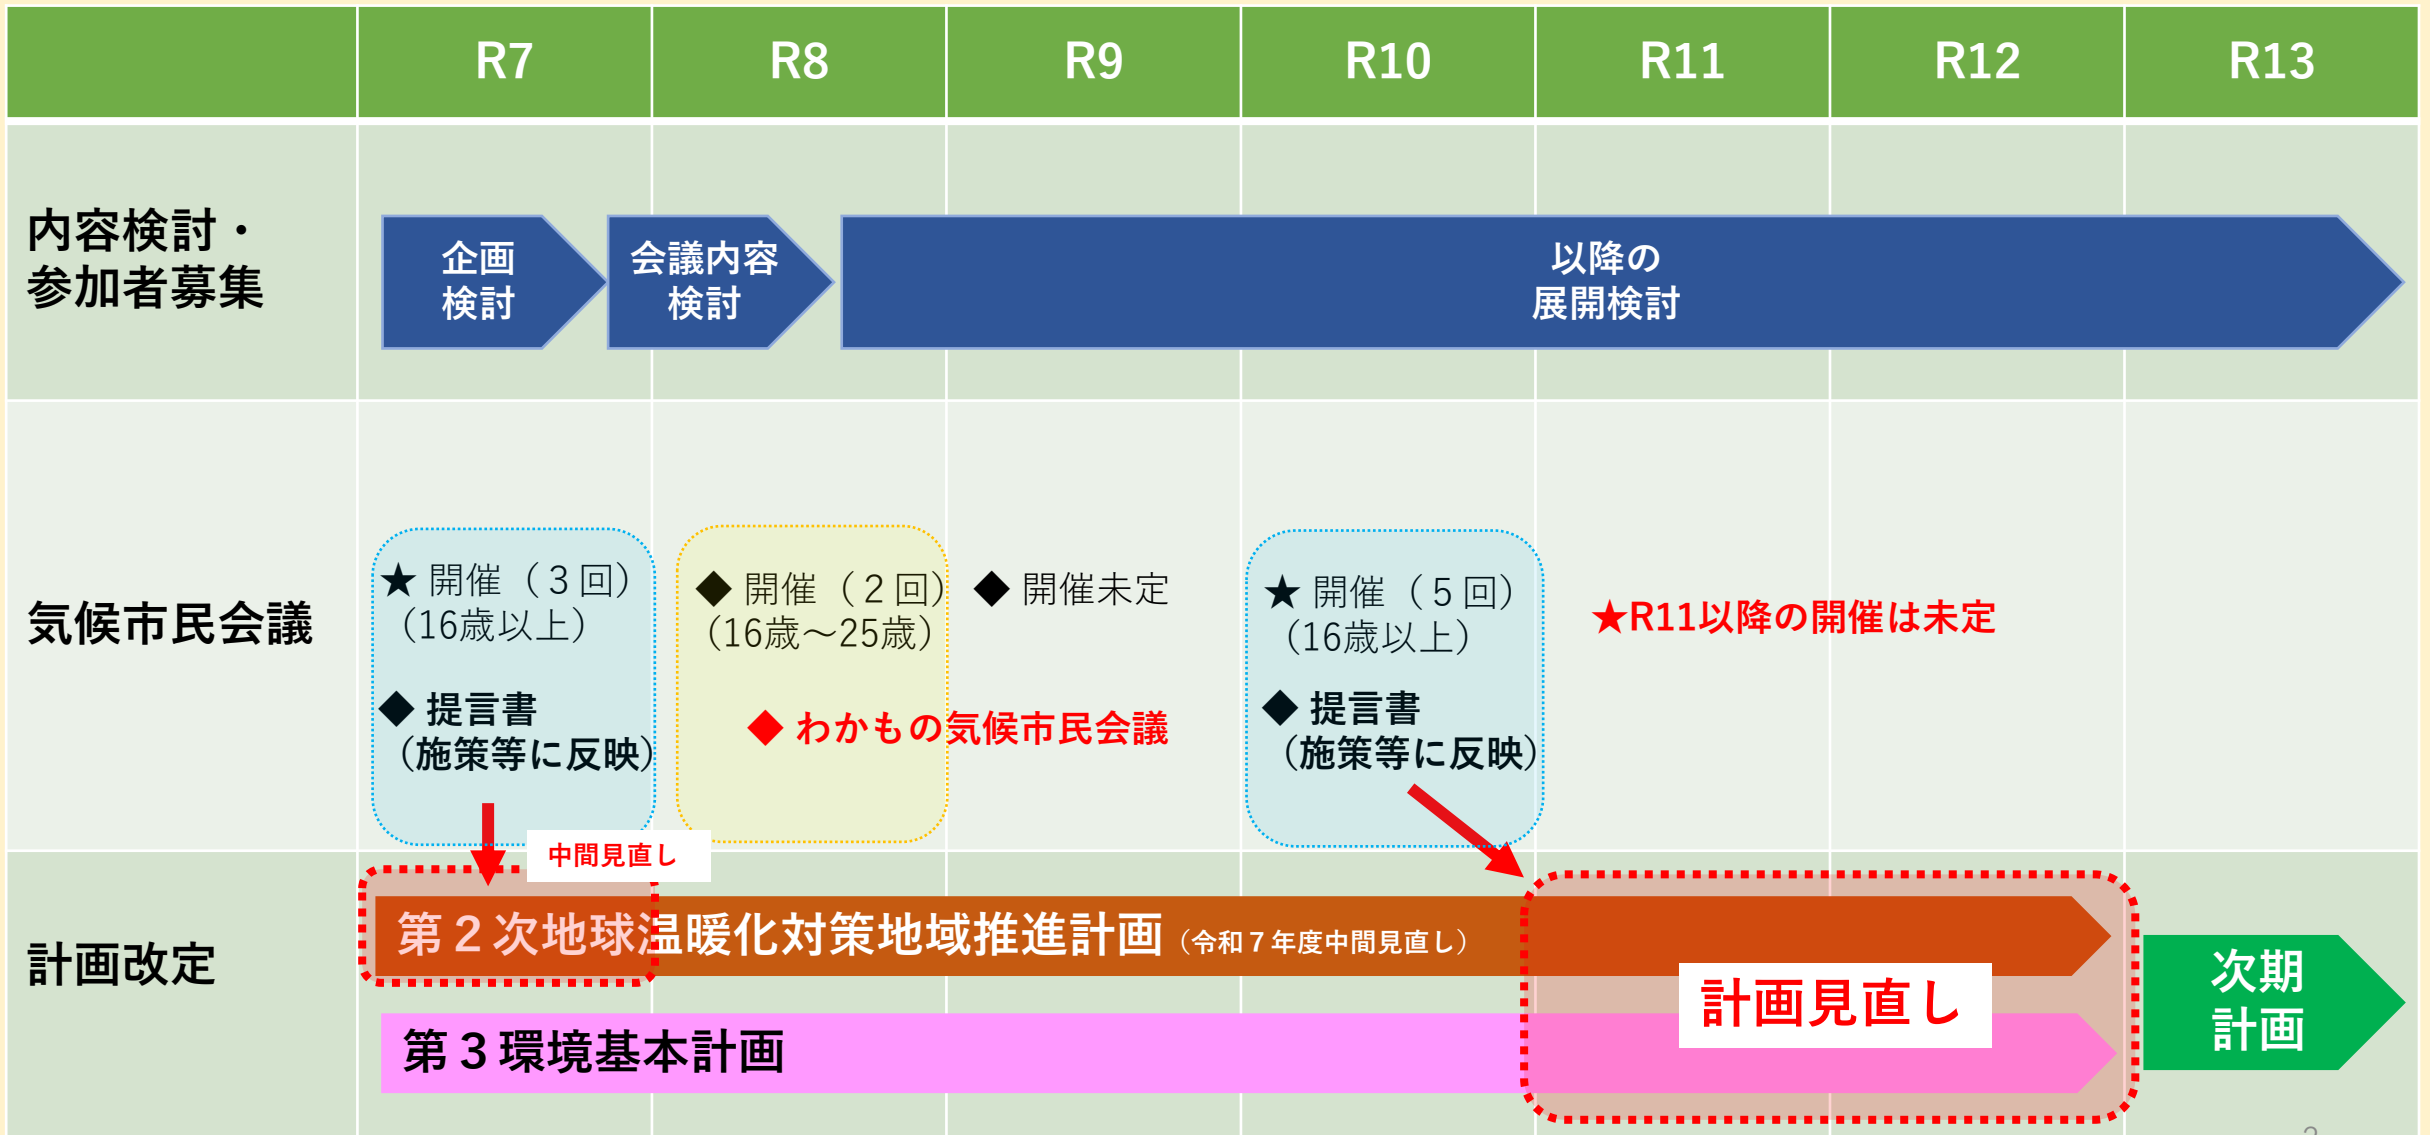 R7 R8 R9 R10 R11 R12 R13
内容検討・
参加者募集
企画
検討
会議内容
検討
以降の
展開検討
気候市民会議
★ 開催（３回）
（16歳以上）
◆ 提言書
（施策等に反映）
◆ 開催（２回）
（16歳～25歳）
◆ わかもの気候市民会議
◆ 開催未定
★ 開催（５回）
（16歳以上）
◆ 提言書
（施策等に反映）
★R11以降の開催は未定
計画改定
中間見直し
第２次地球温暖化対策地域推進計画（令和７年度中間見直し）
第３環境基本計画
計画見直し
次期
計画